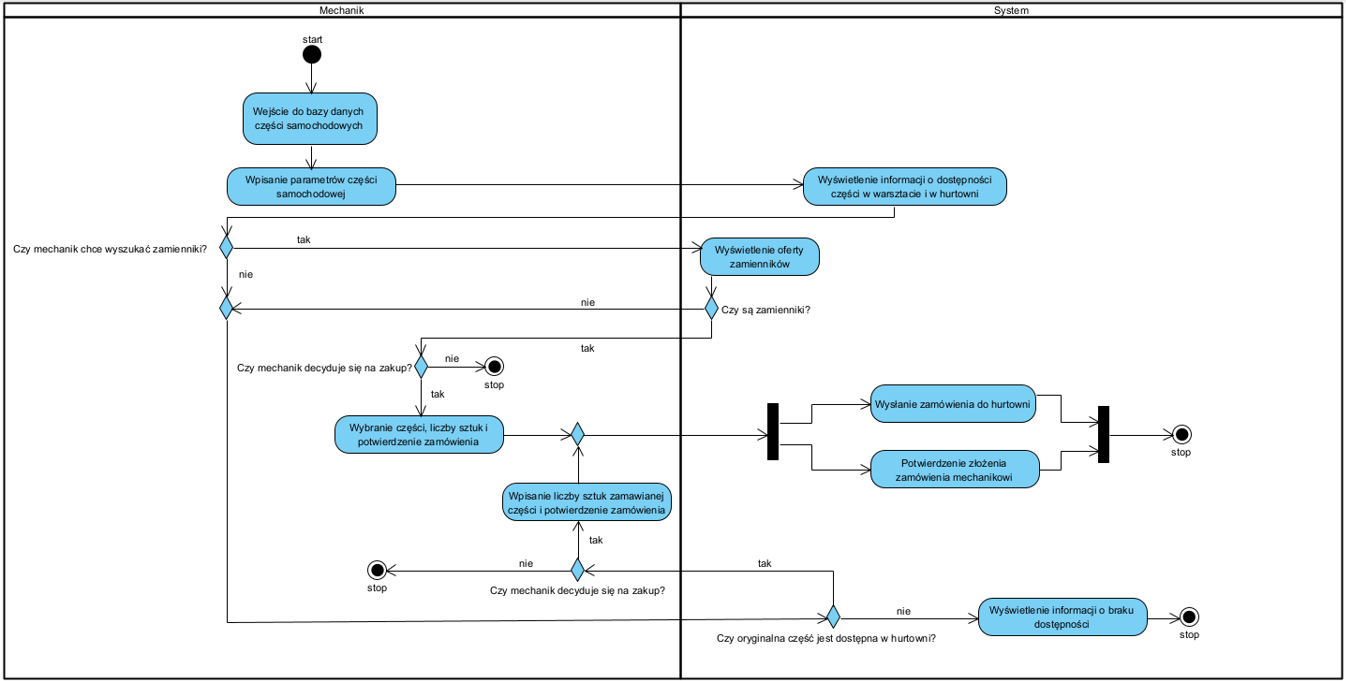 Mechanik
System
start
Wejście do bazy danych
części samochodowych
Wpisanie parametrów części
samochodowej
Wyświetlenie informacji o dostępności
części w warsztacie i w hurtowni
Czy mechanik chce wyszukać zamienniki?
tak
Wyświetlenie oferty
zamienników
nie
nie
Czy są zamienniki?
tak
Czy mechanik decyduje się na zakup?
nie
stop
tak
Wybranie części, liczby sztuk i
potwierdzenie zamówienia
Wysłanie zamówienia do hurtowni
Potwierdzenie złożenia
zamówienia mechanikowi
stop
Wpisanie liczby sztuk zamawianej
części i potwierdzenie zamówienia
tak
nie
stop
Czy mechanik decyduje się na zakup?
tak
nie
Wyświetlenie informacji o braku
dostępności
stop
Czy oryginalna część jest dostępna w hurtowni?